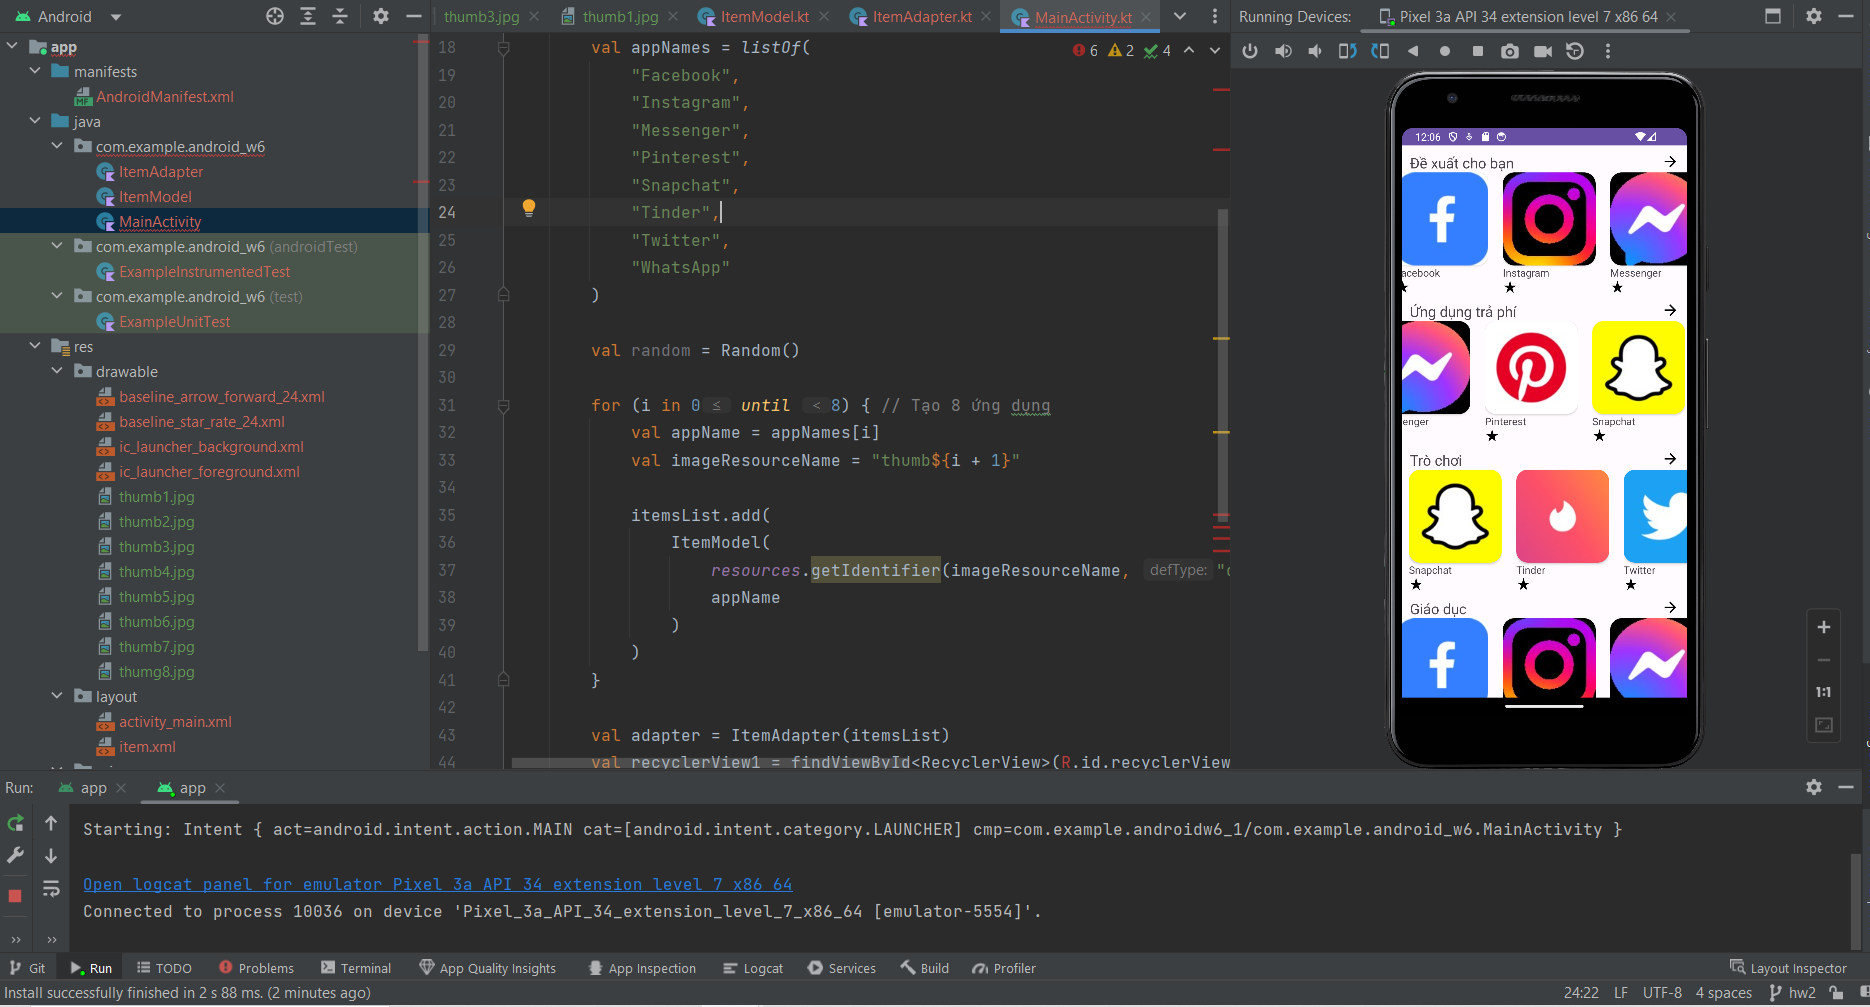 Android
thumb3.jpg
thumb1.jpg
ItemModel.kt
ItemAdapter.kt
MainActivity.kt
Running Devices:
Pixel 3a API 34 extension level 7 x86 64
app
manifests
AndroidManifest.xml
java
com.example.android_w6
ItemAdapter
ItemModel
MainActivity
com.example.android_w6 (androidTest)
ExampleInstrumentedTest
com.example.android_w6 (test)
ExampleUnitTest
res
drawable
baseline_arrow_forward_24.xml
baseline_star_rate_24.xml
ic_launcher_background.xml
ic_launcher_foreground.xml
thumb1.jpg
thumb2.jpg
thumb3.jpg
thumb4.jpg
thumb5.jpg
thumb6.jpg
thumb7.jpg
thumg8.jpg
layout
activity_main.xml
item.xml
6 2 4
18 val appNames = listOf(
19 "Facebook",
20 "Instagram",
21 "Messenger",
22 "Pinterest",
23 "Snapchat",
24 "Tinder",
25 "Twitter",
26 "WhatsApp"
27 )
28
29 val random = Random()
30
31 for (i in 0 ≤ until < 8) { // Tạo 8 ứng dụng
32 val appName = appNames[i]
33 val imageResourceName = "thumb${i + 1}"
34
35 itemsList.add(
36 ItemModel(
37 resources.getIdentifier(imageResourceName, defType: "d
38 appName
39 )
40 )
41 }
42
43 val adapter = ItemAdapter(itemsList)
44 val recyclerView1 = findViewById<RecyclerView>(R.id.recyclerView
12:06
Đề xuất cho bạn
acebook
Instagram
Messenger
Ứng dụng trả phí
enger
Pinterest
Snapchat
Trò chơi
Snapchat
Tinder
Twitter
Giáo dục
1:1
Run:
app
app
Starting: Intent { act=android.intent.action.MAIN cat=[android.intent.category.LAUNCHER] cmp=com.example.androidw6_1/com.example.android_w6.MainActivity }
Open logcat panel for emulator Pixel 3a API 34 extension level 7 x86 64
Connected to process 10036 on device 'Pixel_3a_API_34_extension_level_7_x86_64 [emulator-5554]'.
Git
Run
TODO
Problems
Terminal
App Quality Insights
App Inspection
Logcat
Services
Build
Profiler
Layout Inspector
Install successfully finished in 2 s 88 ms. (2 minutes ago)
24:22
LF
UTF-8
4 spaces
hw2